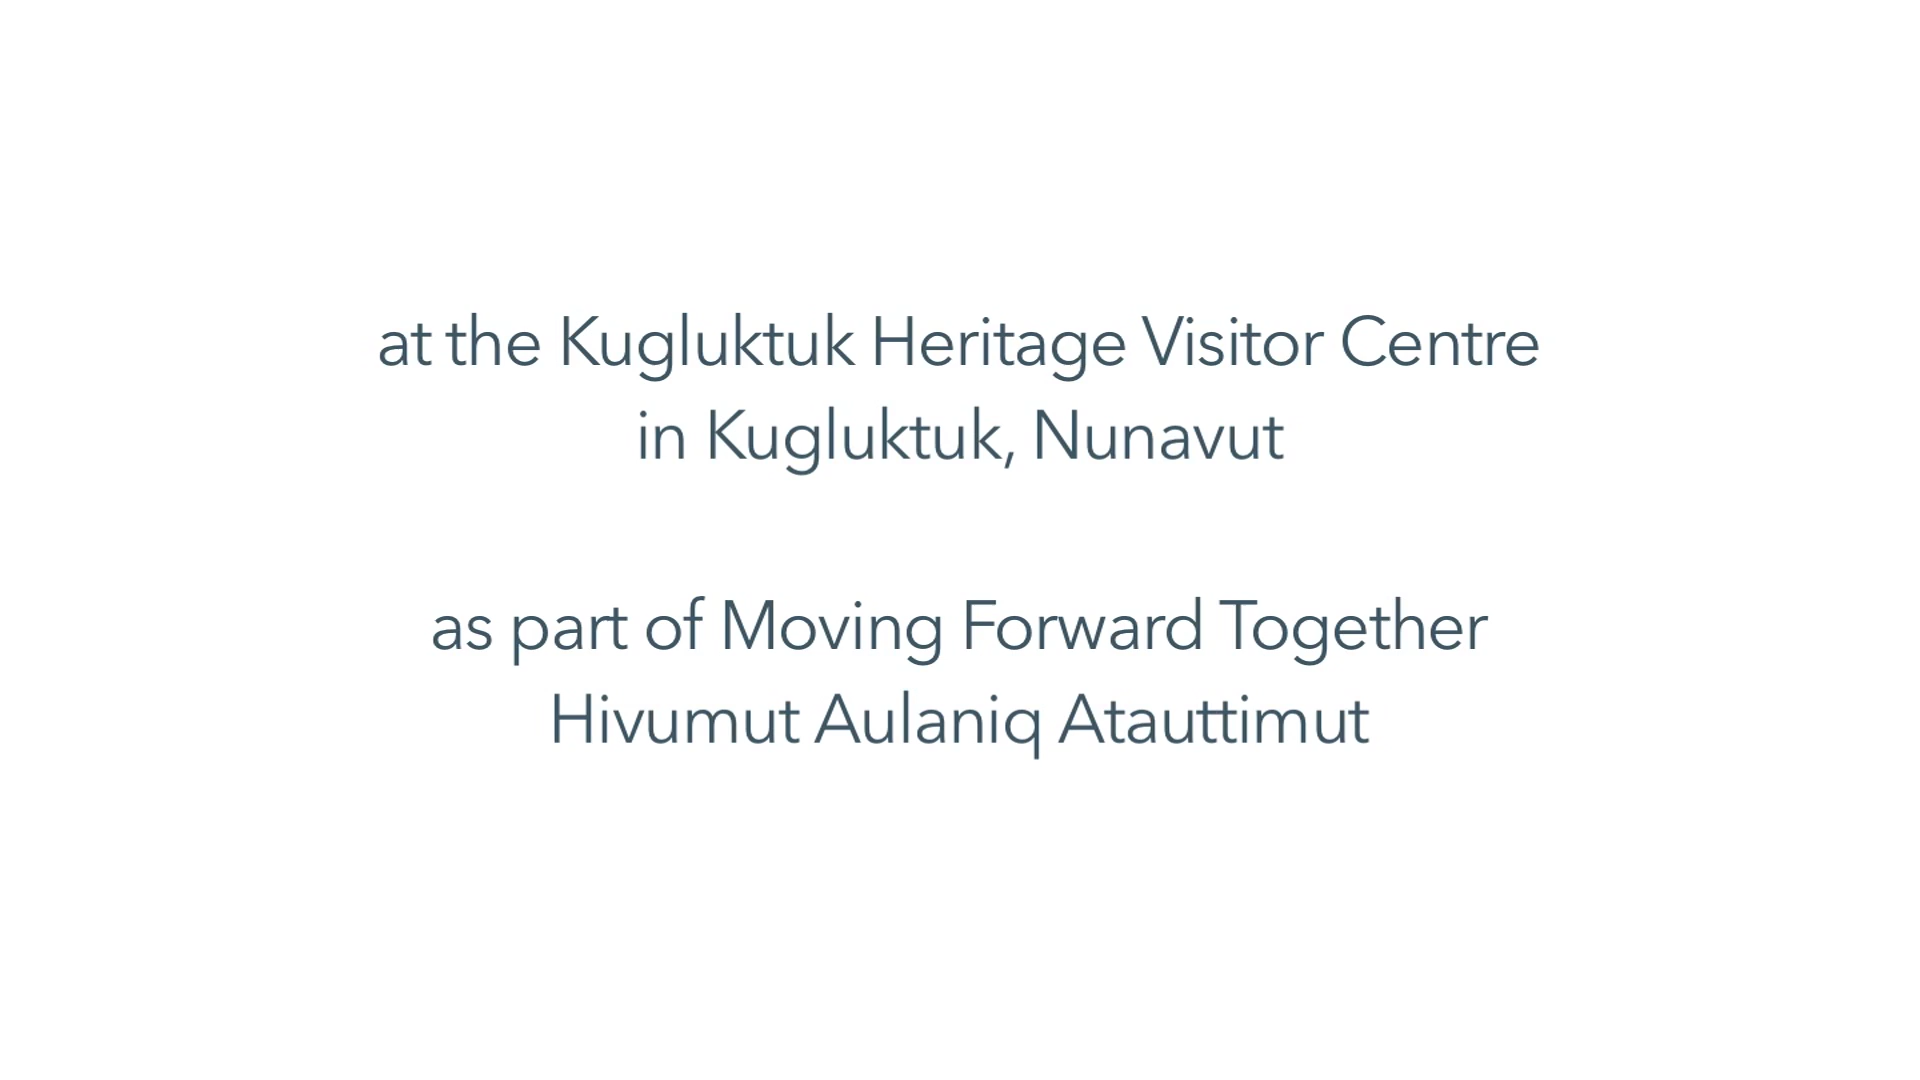 at the Kugluktuk Heritage Visitor Centre
in Kugluktuk, Nunavut
as part of Moving Forward Together
Hivumut Aulaniq Atauttimut